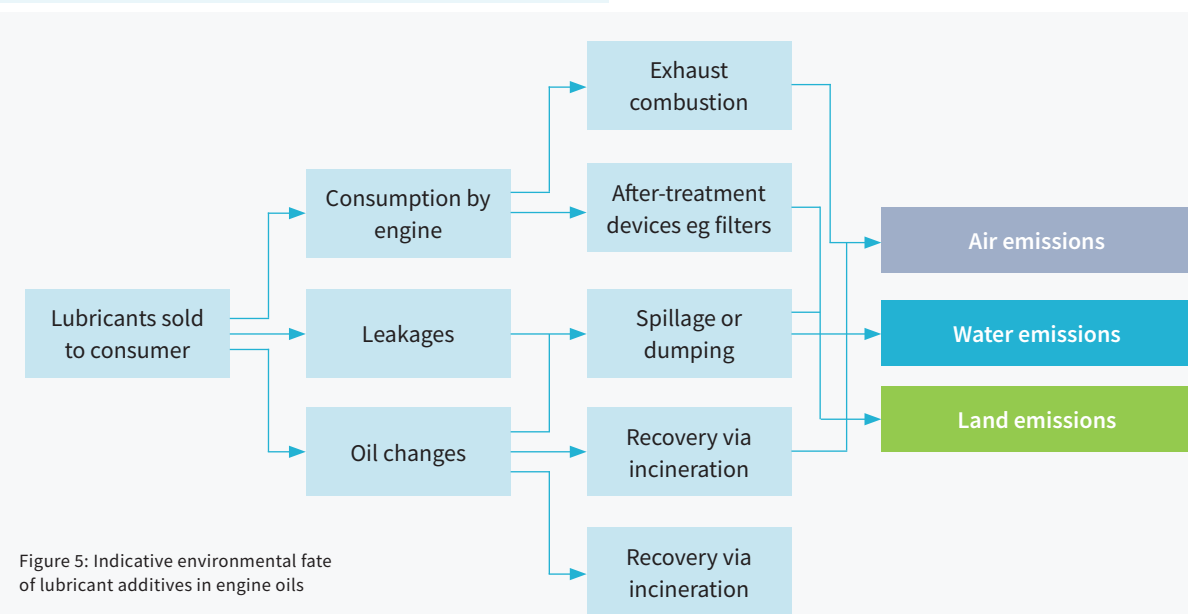 Exhaust
combustion
Consumption by
engine
After-treatment
devices eg filters
Air emissions
Lubricants sold
to consumer
Leakages
Spillage or
dumping
Water emissions
Land emissions
Oil changes
Recovery via
incineration
Recovery via
incineration
Figure 5: Indicative environmental fate
of lubricant additives in engine oils